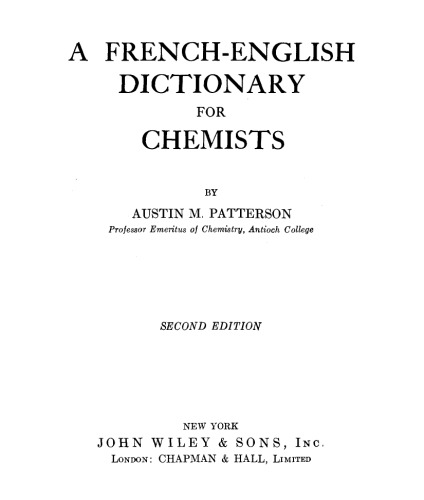 A FRENCH-ENGLISH
DICTIONARY
FOR
CHEMISTS
BY
AUSTIN M. PATTERSON
Professor Emeritus of Chemistry, Antioch College
SECOND EDITION
NEW YORK
JOHN WILEY & SONS, INC.
LONDON: CHAPMAN & HALL, LIMITED